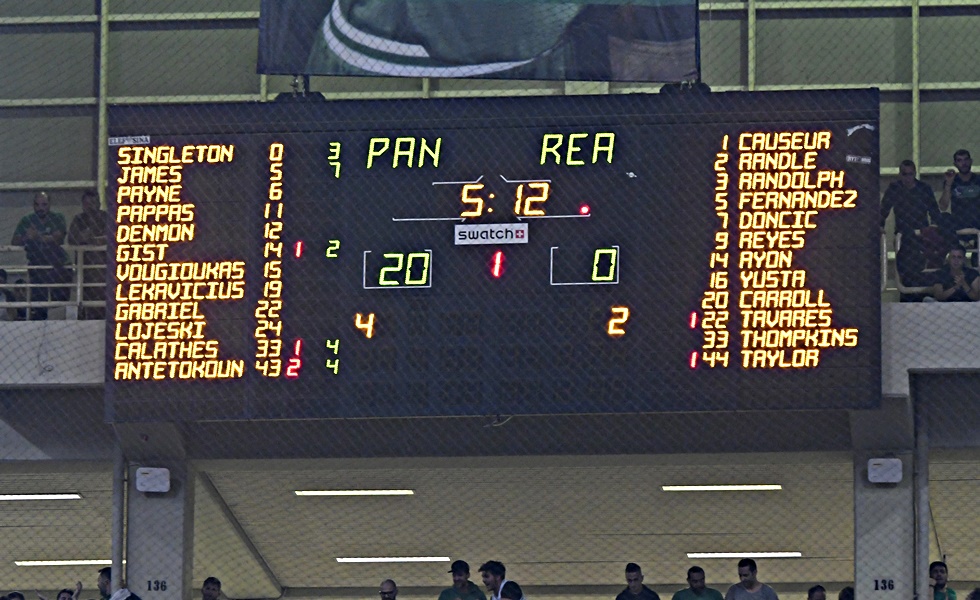 PAN REA
5:12
swatch
20 1 0
4 2
SINGLETON 0 3
JAMES 5 7
PAYNE 6
PAPPAS 11
DENMON 12
GIST 14 1 2
VOUGIOUKAS 15
LEKAVICIUS 19
GABRIEL 22
LOJESKI 24
CALATHES 33 1 4
ANTETOKOUN 43 2 4
1 CAUSEUR
2 RANDLE
3 RANDOLPH
5 FERNANDEZ
7 DONCIC
9 REYES
14 AYON
16 YUSTA
20 CARROLL
1 22 TAVARES
33 THOMPKINS
1 44 TAYLOR
136 136